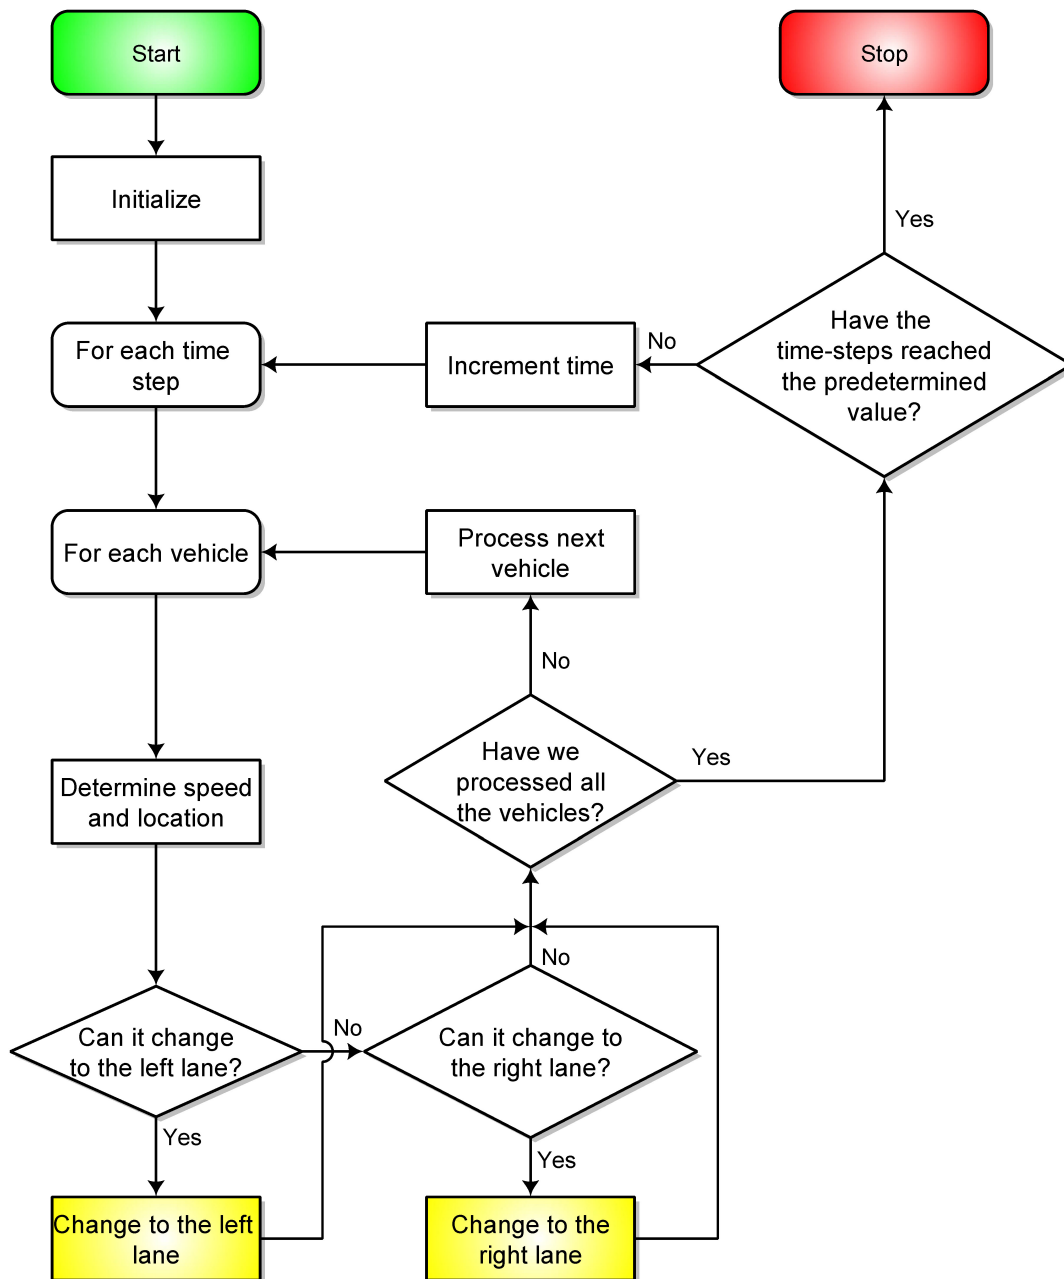 Start
Stop
Initialize
Yes
For each time
step
Increment time
No
Have the
time-steps reached
the predetermined
value?
For each vehicle
Process next
vehicle
No
Have we
processed all
the vehicles?
Yes
Determine speed
and location
No
Can it change
to the left lane?
No
Can it change to
the right lane?
Yes
Yes
Change to the left
lane
Change to the
right lane